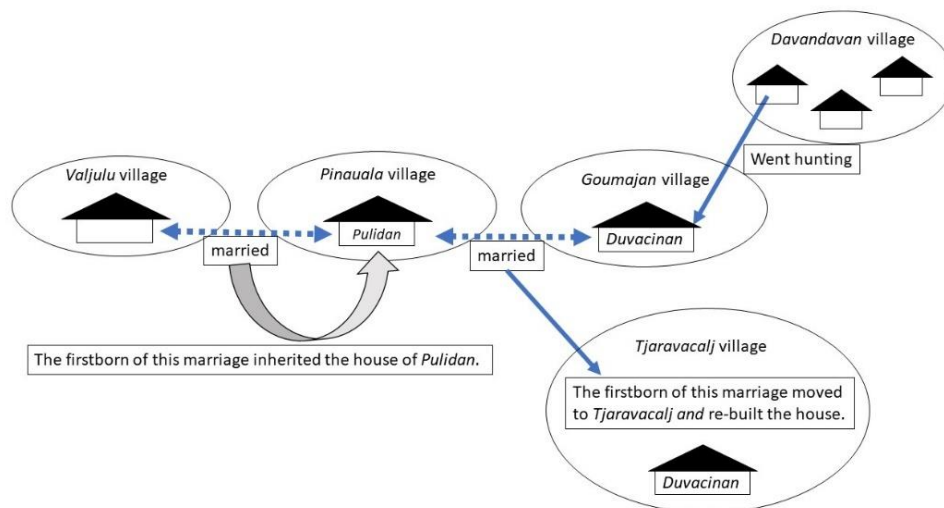 Davandavan village
Went hunting
Valjulu village
Pinauala village
Goumajan village
Pulidan
Duvacinan
married
married
The firstborn of this marriage inherited the house of Pulidan.
Tjaravacalj village
The firstborn of this marriage moved
to Tjaravacalj and re-built the house.
Duvacinan